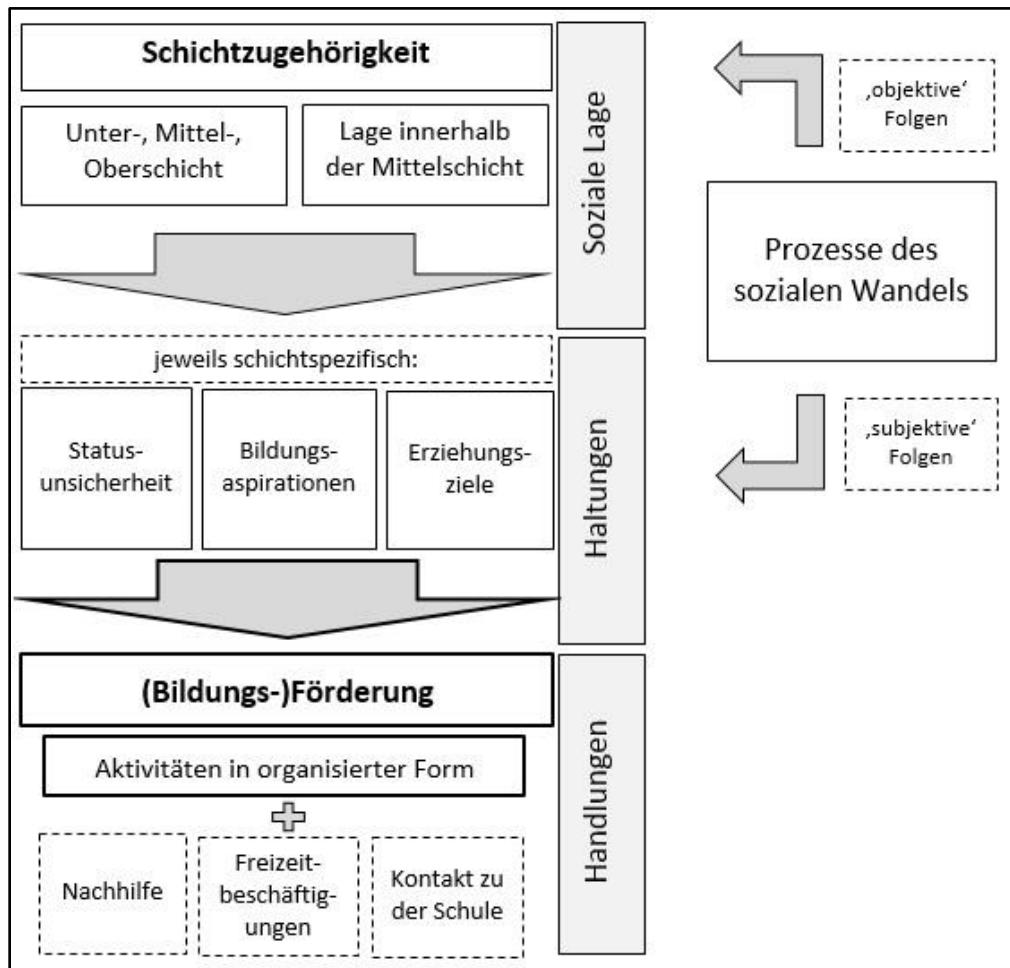 Schichtzugehörigkeit
Unter-, Mittel-,
Oberschicht
Lage innerhalb
der Mittelschicht
Soziale Lage
‚objektive‘
Folgen
Prozesse des
sozialen Wandels
jeweils schichtspezifisch:
Status-
unsicherheit
Bildungs-
aspirationen
Erziehungs-
ziele
Haltungen
‚subjektive‘
Folgen
(Bildungs-)Förderung
Aktivitäten in organisierter Form
Nachhilfe
Freizeit-
beschäftig-
ungen
Kontakt zu
der Schule
Handlungen